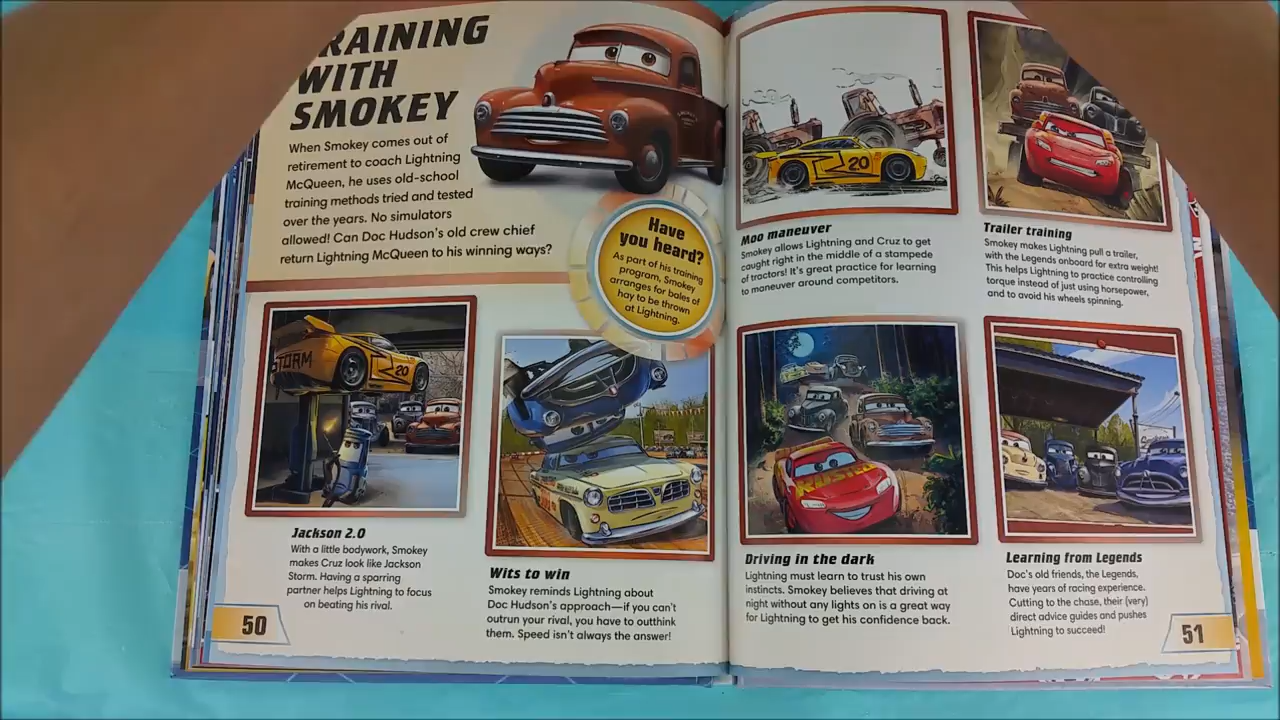 RAINING
WITH
SMOKEY
When Smokey comes out of
retirement to coach Lightning
McQueen, he uses old-school
training methods tried and tested
over the years. No simulators
allowed! Can Doc Hudson's old crew chief
return Lightning McQueen to his winning ways?
Have
you heard?
As part of his training
program, Smokey
arranges for bales of
hay to be thrown
at Lightning.
STORM
20
Jackson 2.0
With a little bodywork, Smokey
makes Cruz look like Jackson
Storm. Having a sparring
partner helps Lightning to focus
on beating his rival.
Wits to win
Smokey reminds Lightning about
Doc Hudson's approach—if you can't
outrun your rival, you have to outthink
them. Speed isn't always the answer!
50
20
Moo maneuver
Smokey allows Lightning and Cruz to get
caught right in the middle of a stampede
of tractors! It's great practice for learning
to maneuver around competitors.
Trailer training
Smokey makes Lightning pull a trailer,
with the Legends onboard for extra weight!
This helps Lightning to practice controlling
torque instead of just using horsepower,
and to avoid his wheels spinning.
Driving in the dark
Lightning must learn to trust his own
instincts. Smokey believes that driving at
night without any lights on is a great way
for Lightning to get his confidence back.
Learning from Legends
Doc's old friends, the Legends,
have years of racing experience.
Cutting to the chase, their (very)
direct advice guides and pushes
Lightning to succeed!
51